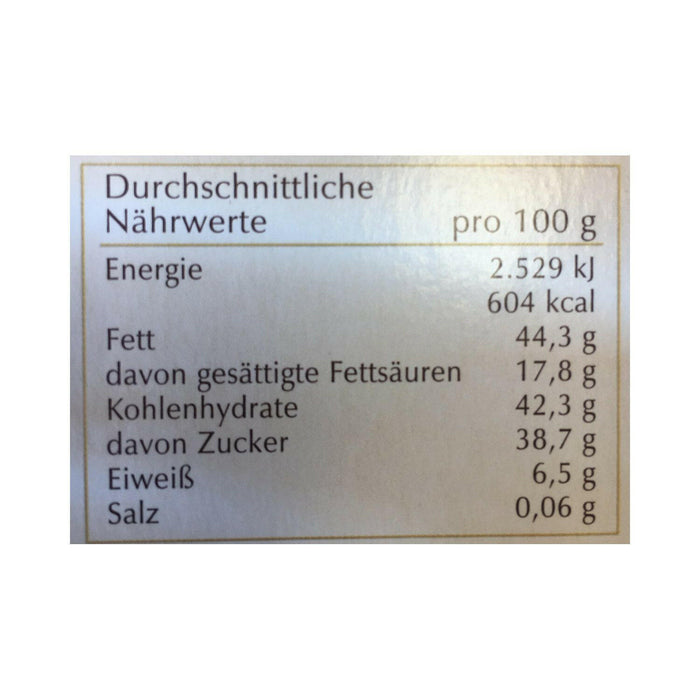 Durchschnittliche
Nährwerte pro 100 g
Energie 2.529 kJ
604 kcal
Fett 44,3 g
davon gesättigte Fettsäuren 17,8 g
Kohlenhydrate 42,3 g
davon Zucker 38,7 g
Eiweiß 6,5 g
Salz 0,06 g